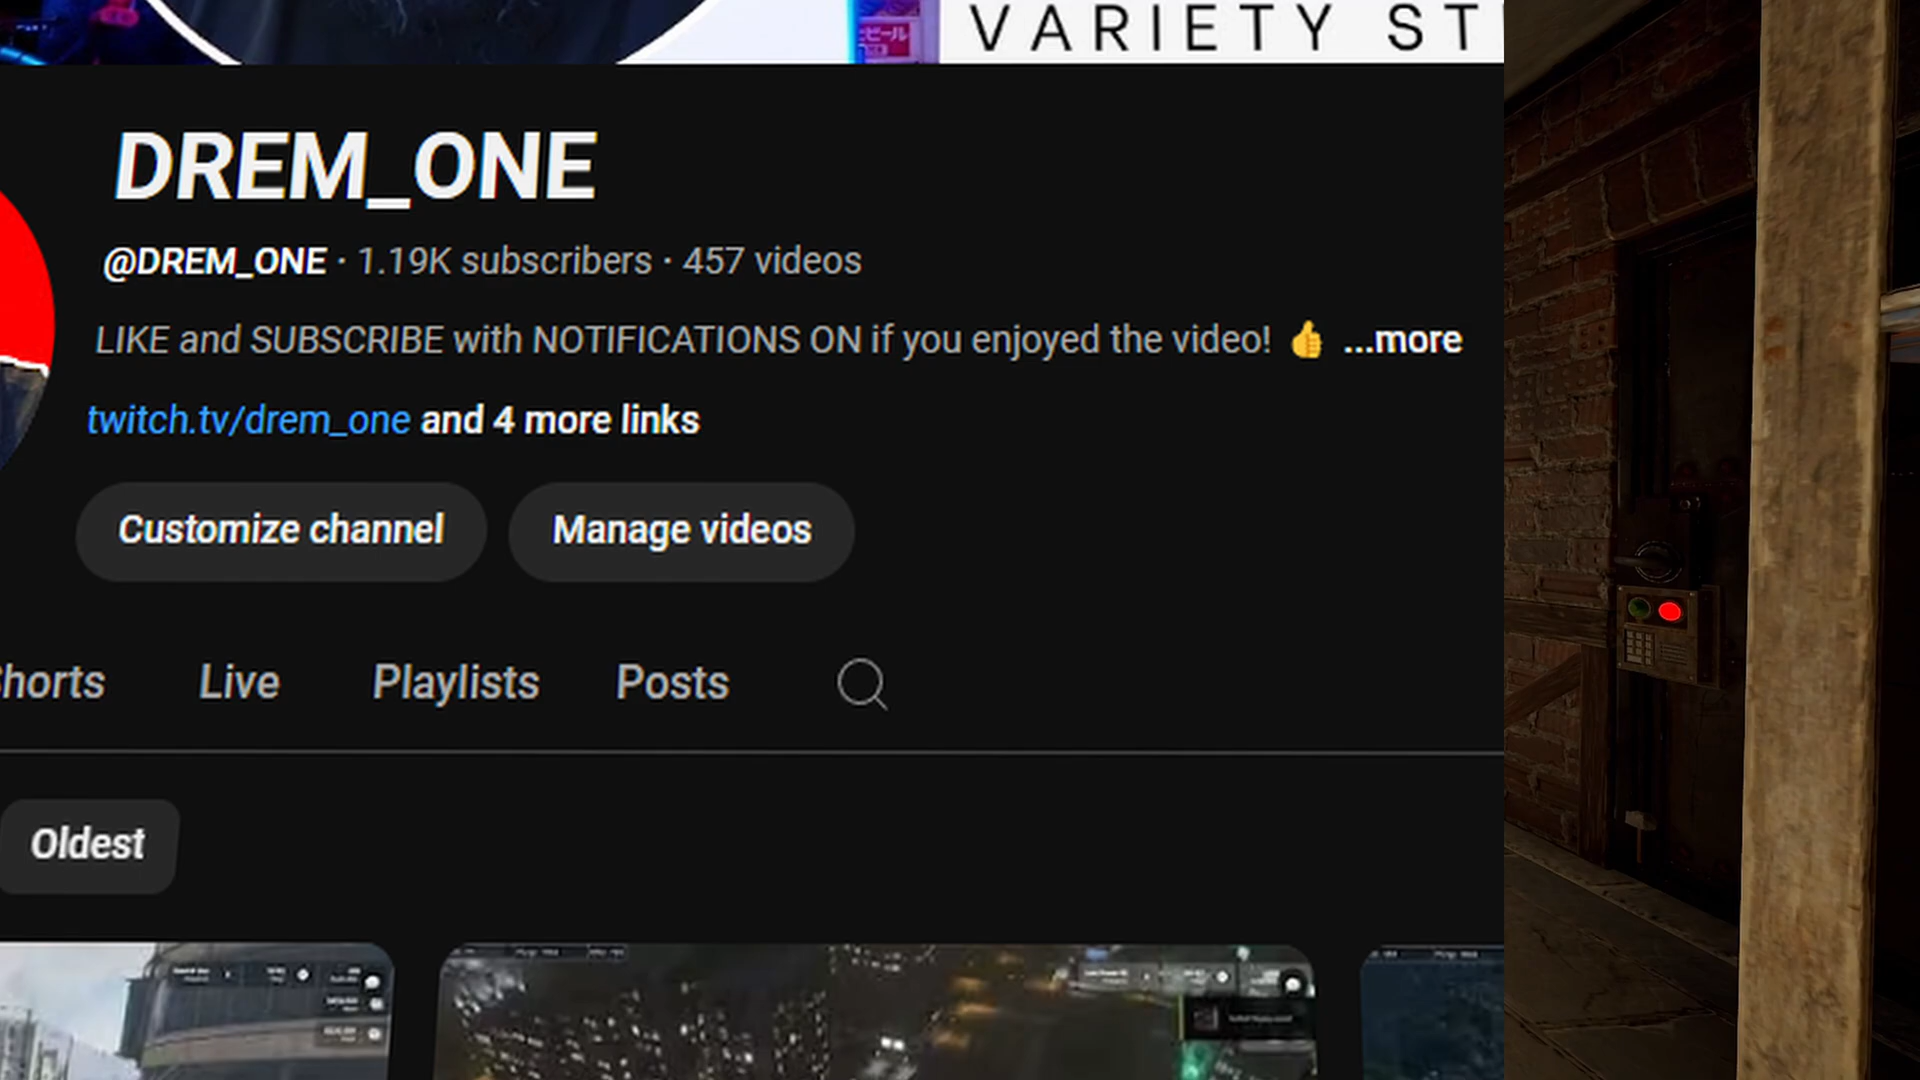 VARIETY ST
DREM_ONE
@DREM_ONE · 1.19K subscribers · 457 videos
LIKE and SUBSCRIBE with NOTIFICATIONS ON if you enjoyed the video! 👍 ...more
twitch.tv/drem_one and 4 more links
Customize channel Manage videos
Shorts Live Playlists Posts
Oldest